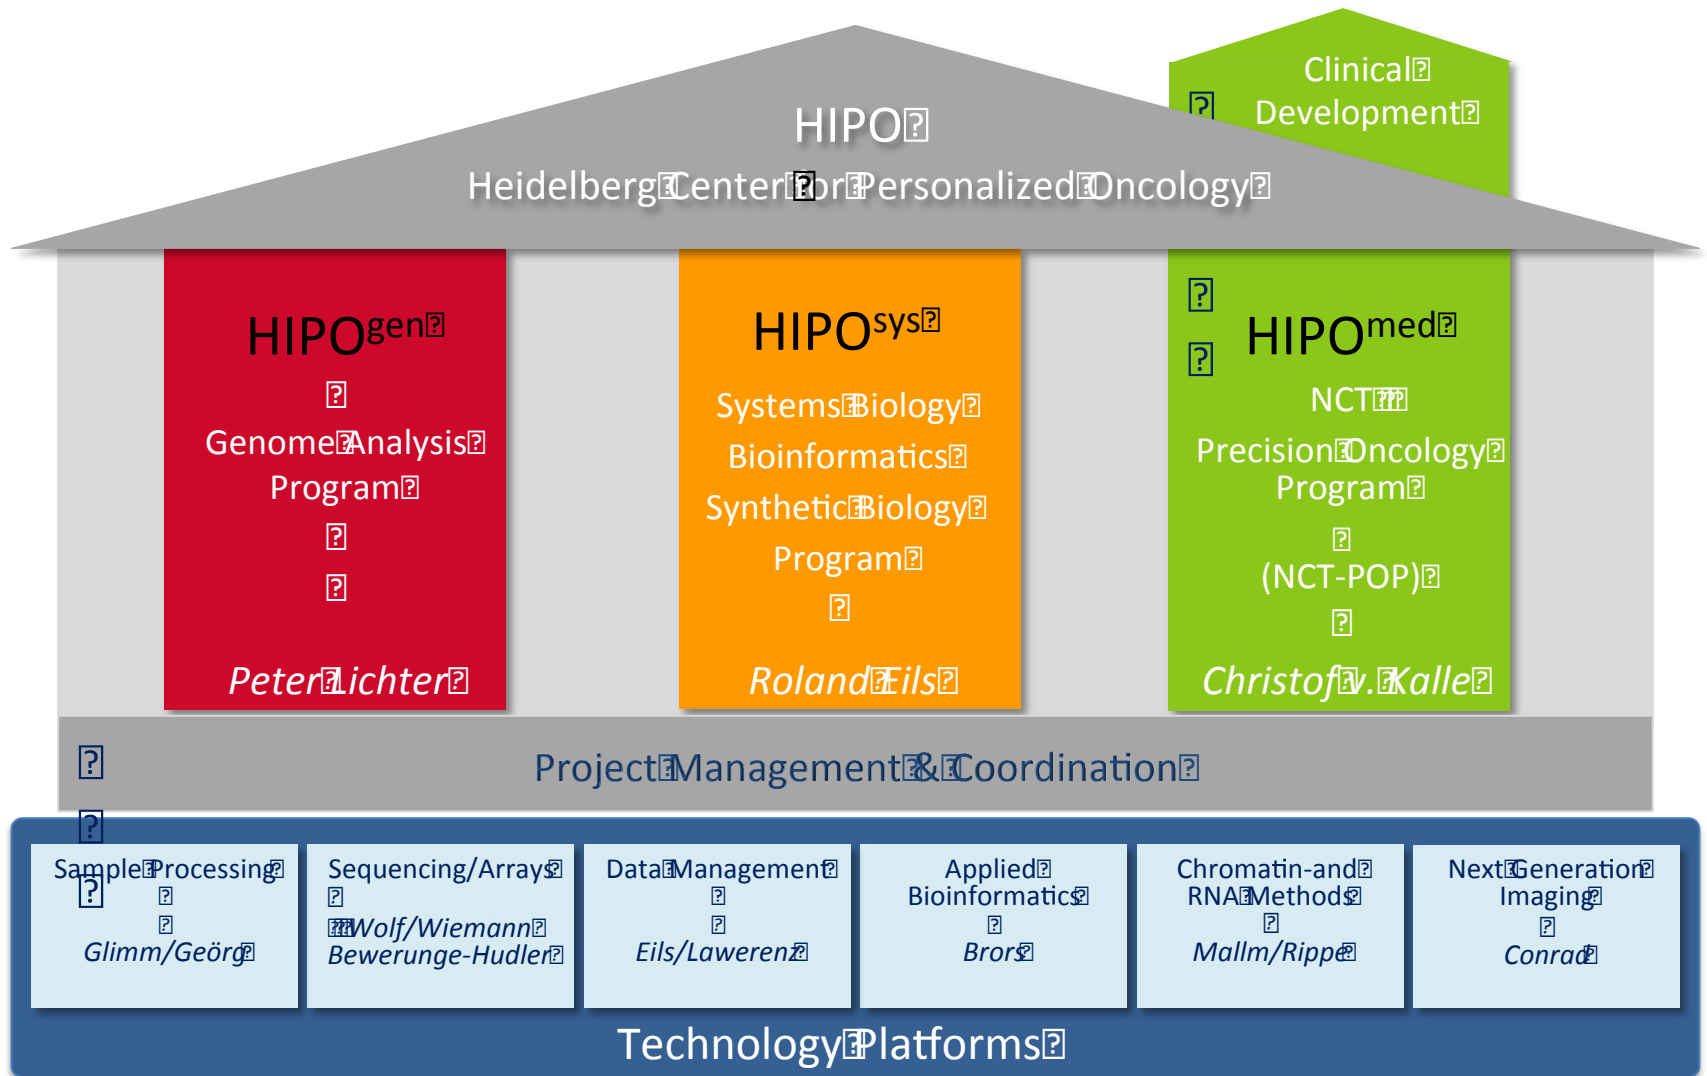 Clinical
Development
HIPO
Heidelberg Center for Personalized Oncology
HIPOgen
Genome Analysis
Program
Peter Lichter
HIPOsys
Systems Biology
Bioinformatics
Synthetic Biology
Program
Roland Eils
HIPOmed
NCT
Precision Oncology
Program
(NCT-POP)
Christof v. Kalle
Project Management & Coordination
Sample Processing
Glimm/Geörg
Sequencing/Arrays
Wolf/Wiemann
Bewerunge-Hudler
Data Management
Eils/Lawerenz
Applied
Bioinformatics
Brors
Chromatin-and
RNA Methods
Mallm/Rippe
Next Generation
Imaging
Conrad
Technology Platforms